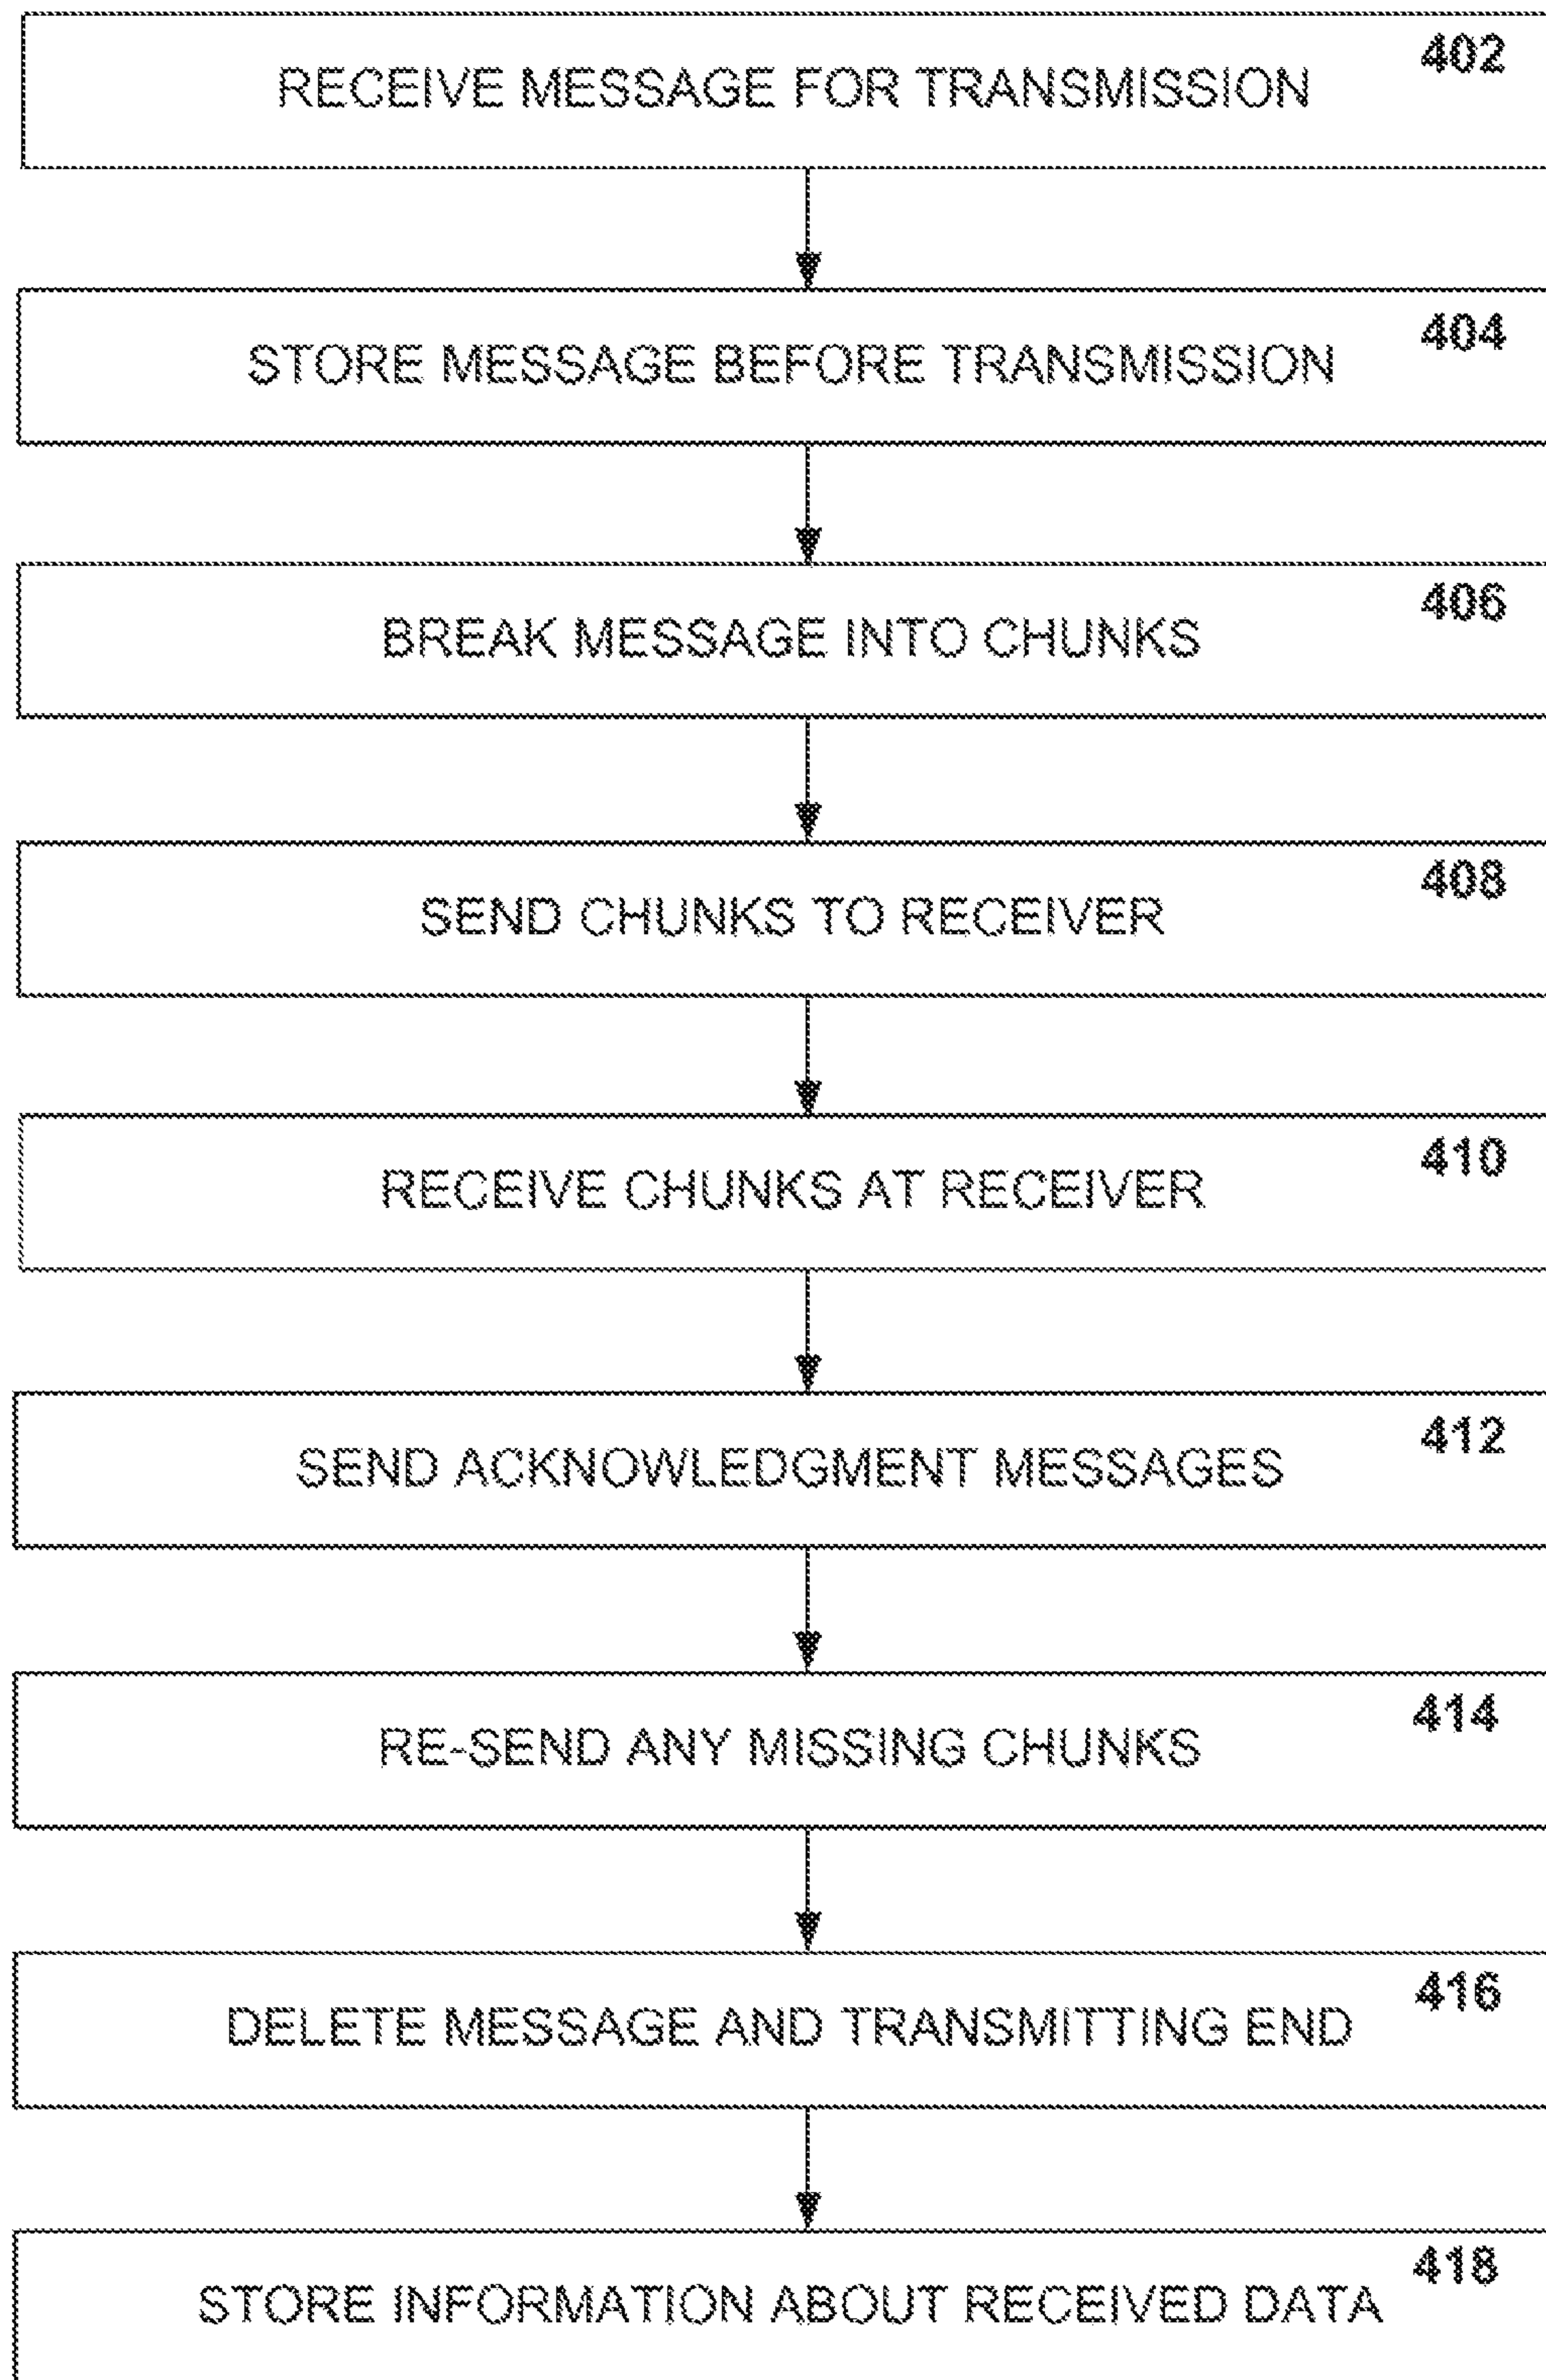 402
RECEIVE MESSAGE FOR TRANSMISSION
404
STORE MESSAGE BEFORE TRANSMISSION
406
BREAK MESSAGE INTO CHUNKS
408
SEND CHUNKS TO RECEIVER
410
RECEIVE CHUNKS AT RECEIVER
412
SEND ACKNOWLEDGMENT MESSAGES
414
RE-SEND ANY MISSING CHUNKS
416
DELETE MESSAGE AND TRANSMITTING END
418
STORE INFORMATION ABOUT RECEIVED DATA